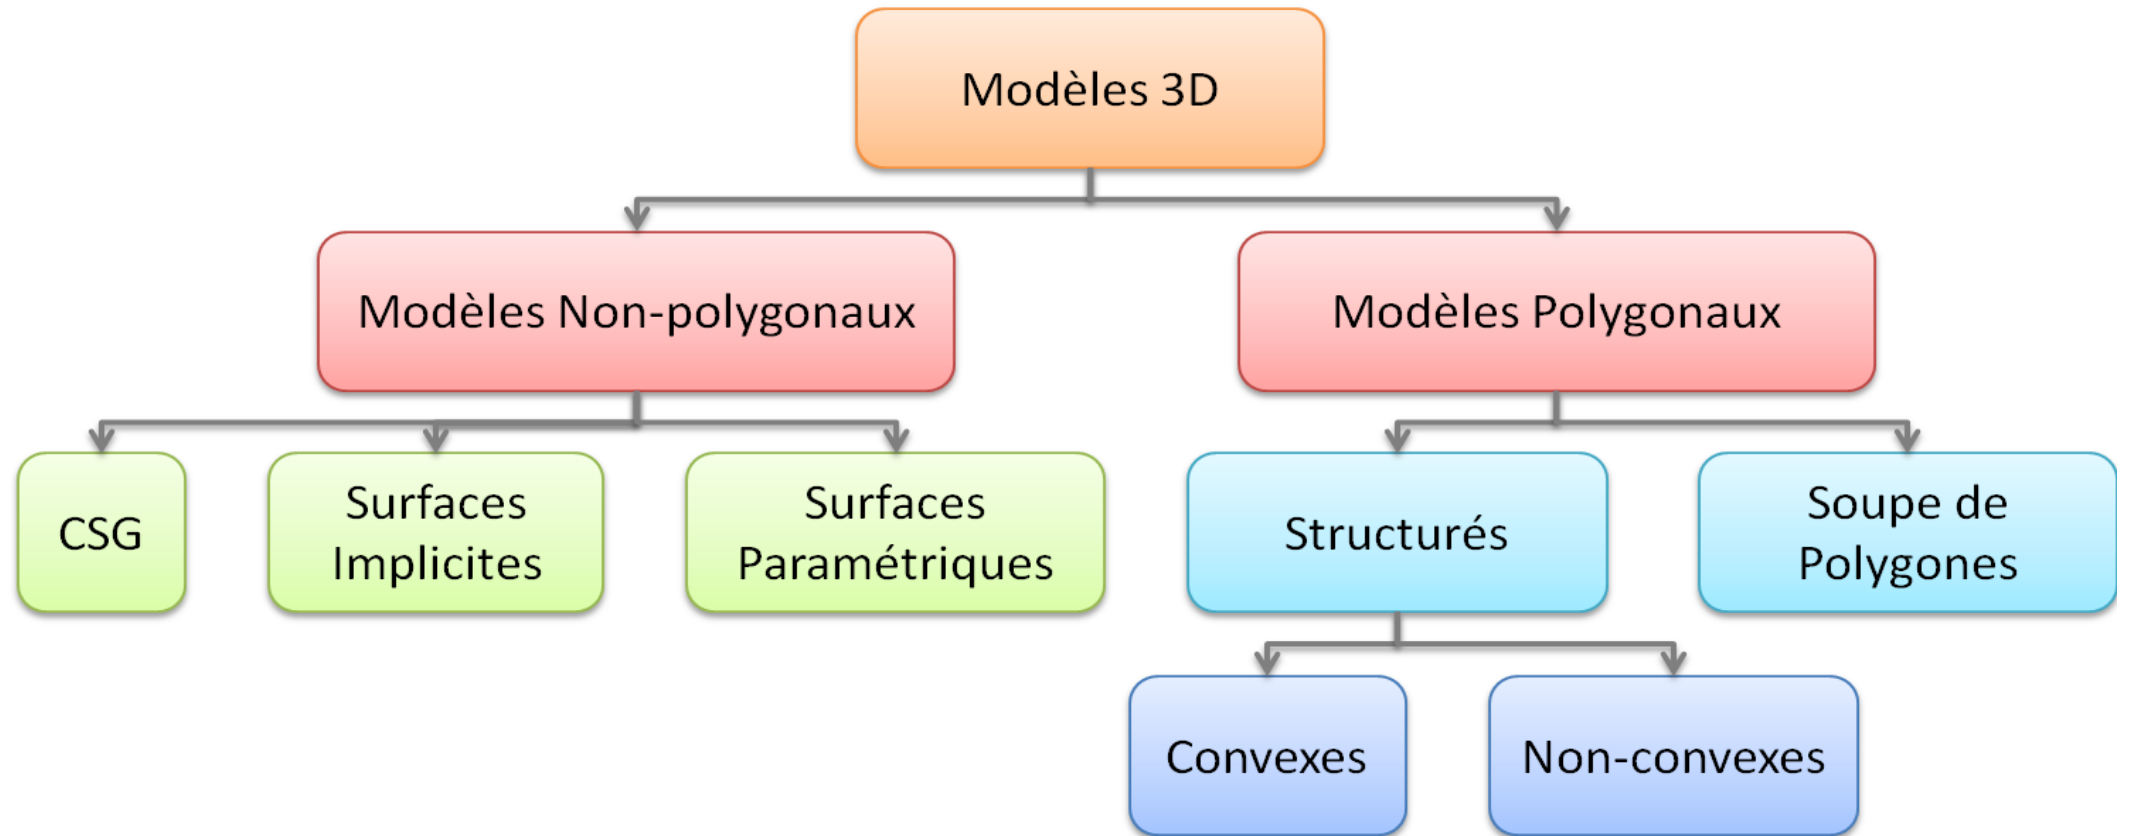 Modèles 3D
Modèles Non-polygonaux
Modèles Polygonaux
CSG
Surfaces
Implicites
Surfaces
Paramétriques
Structurés
Soupe de
Polygones
Convexes
Non-convexes